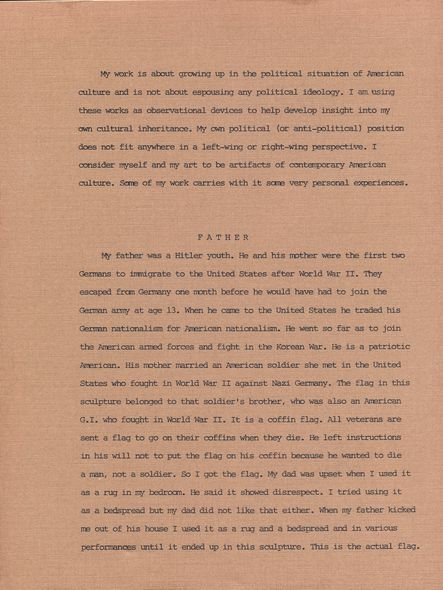 My work is about growing up in the political situation of American
culture and is not about espousing any political ideology. I am using
these works as observational devices to help develop insight into my
own cultural inheritance. My own political (or anti-political) position
does not fit anywhere in a left-wing or right-wing perspective. I
consider myself and my art to be artifacts of contemporary American
culture. Some of my work carries with it some very personal experiences.
F A T H E R
My father was a Hitler youth. He and his mother were the first two
Germans to immigrate to the United States after World War II. They
escaped from Germany one month before he would have had to join the
German army at age 13. When he came to the United States he traded his
German nationalism for American nationalism. He went so far as to join
the American armed forces and fight in the Korean War. He is a patriotic
American. His mother married an American soldier she met in the United
States who fought in World War II against Nazi Germany. The flag in this
sculpture belonged to that soldier's brother, who was also an American
G.I. who fought in World War II. It is a coffin flag. All veterans are
sent a flag to go on their coffins when they die. He left instructions
in his will not to put the flag on his coffin because he wanted to die
a man, not a soldier. So I got the flag. My dad was upset when I used it
as a rug in my bedroom. He said it showed disrespect. I tried using it
as a bedspread but my dad did not like that either. When my father kicked
me out of his house I used it as a rug and a bedspread and in various
performances until it ended up in this sculpture. This is the actual flag.